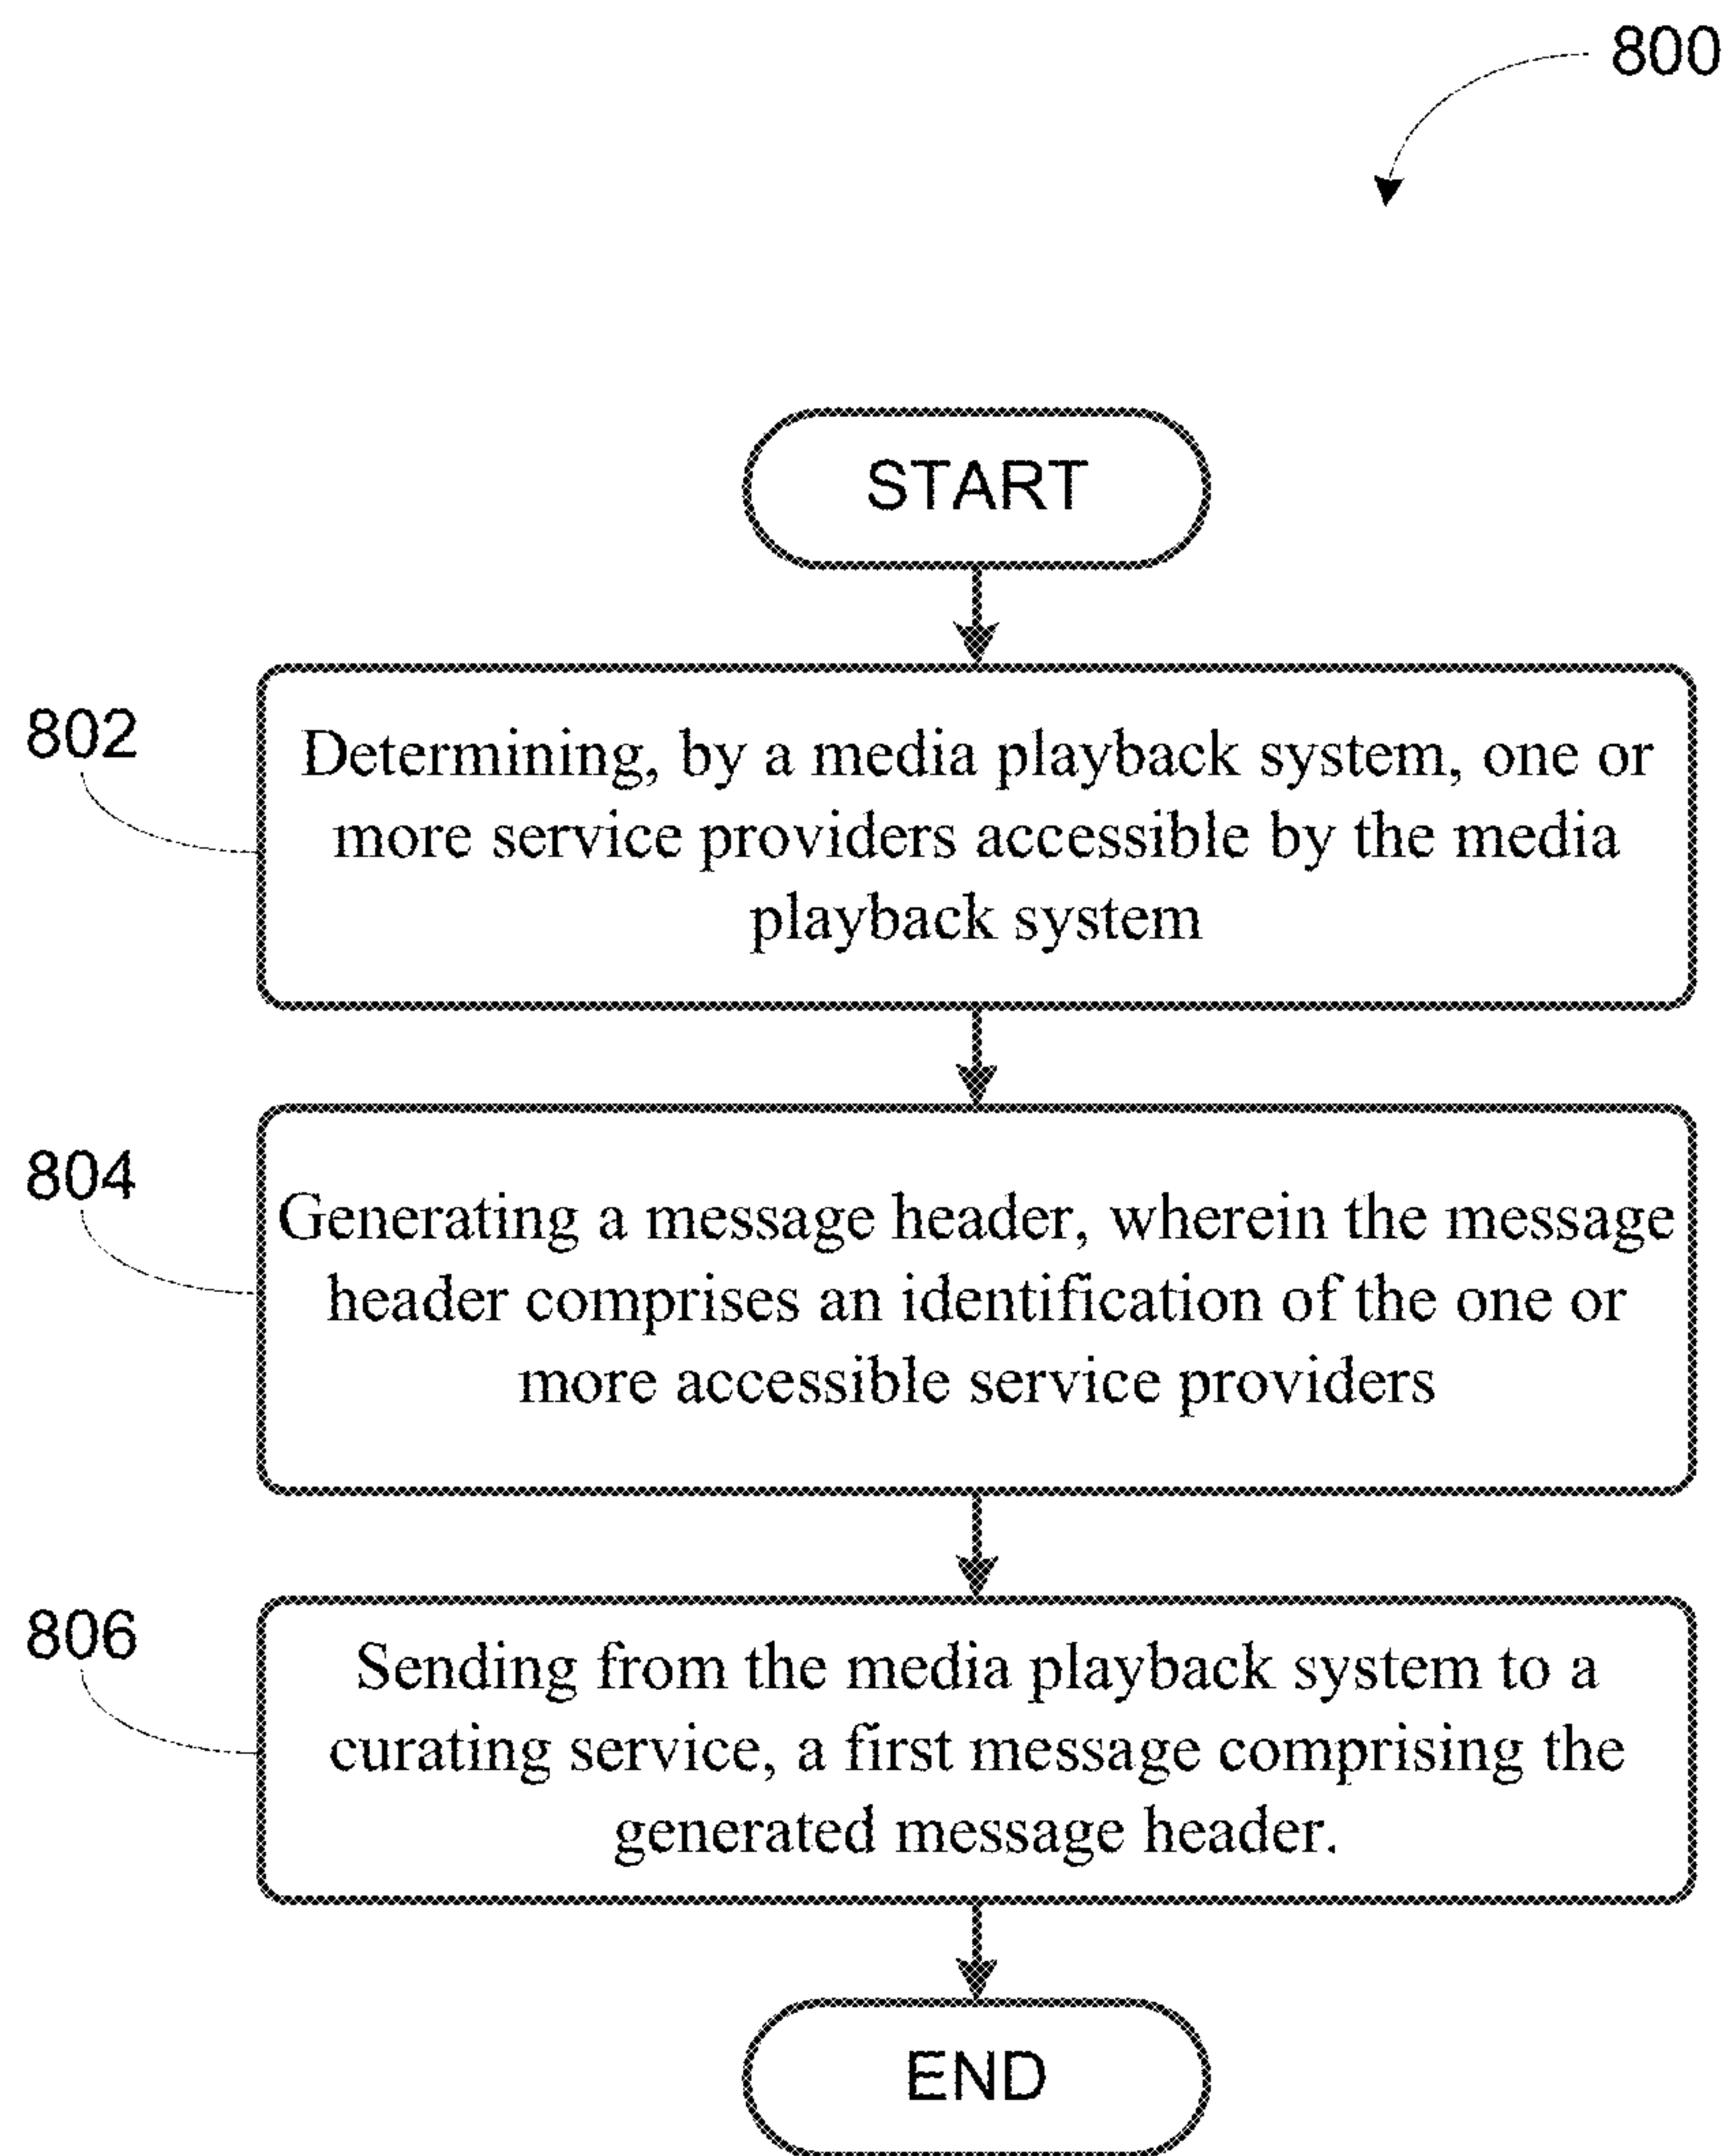 800
START
802
Determining, by a media playback system, one or
more service providers accessible by the media
playback system
804
Generating a message header, wherein the message
header comprises an identification of the one or
more accessible service providers
806
Sending from the media playback system to a
curating service, a first message comprising the
generated message header.
END